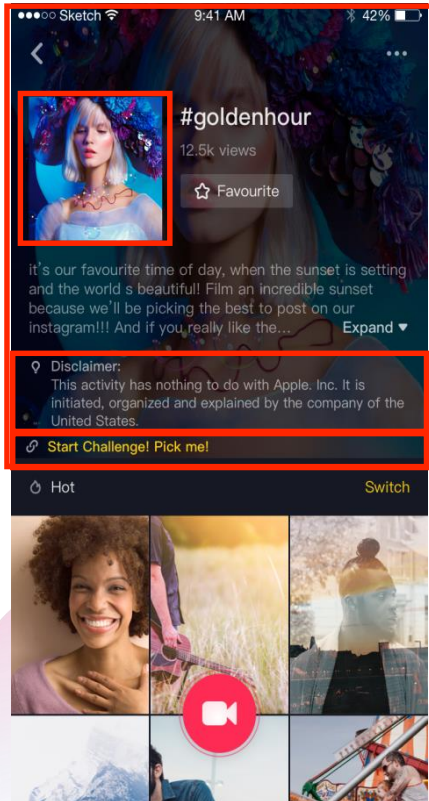 Sketch 9:41 AM 42%
#goldenhour
12.5k views
Favourite
it's our favourite time of day, when the sunset is setting
and the world s beautiful! Film an incredible sunset
because we'll be picking the best to post on our
instagram!!! And if you really like the... Expand ▼
Disclaimer:
This activity has nothing to do with Apple. Inc. It is
initiated, organized and explained by the company of the
United States.
Start Challenge! Pick me!
Hot Switch